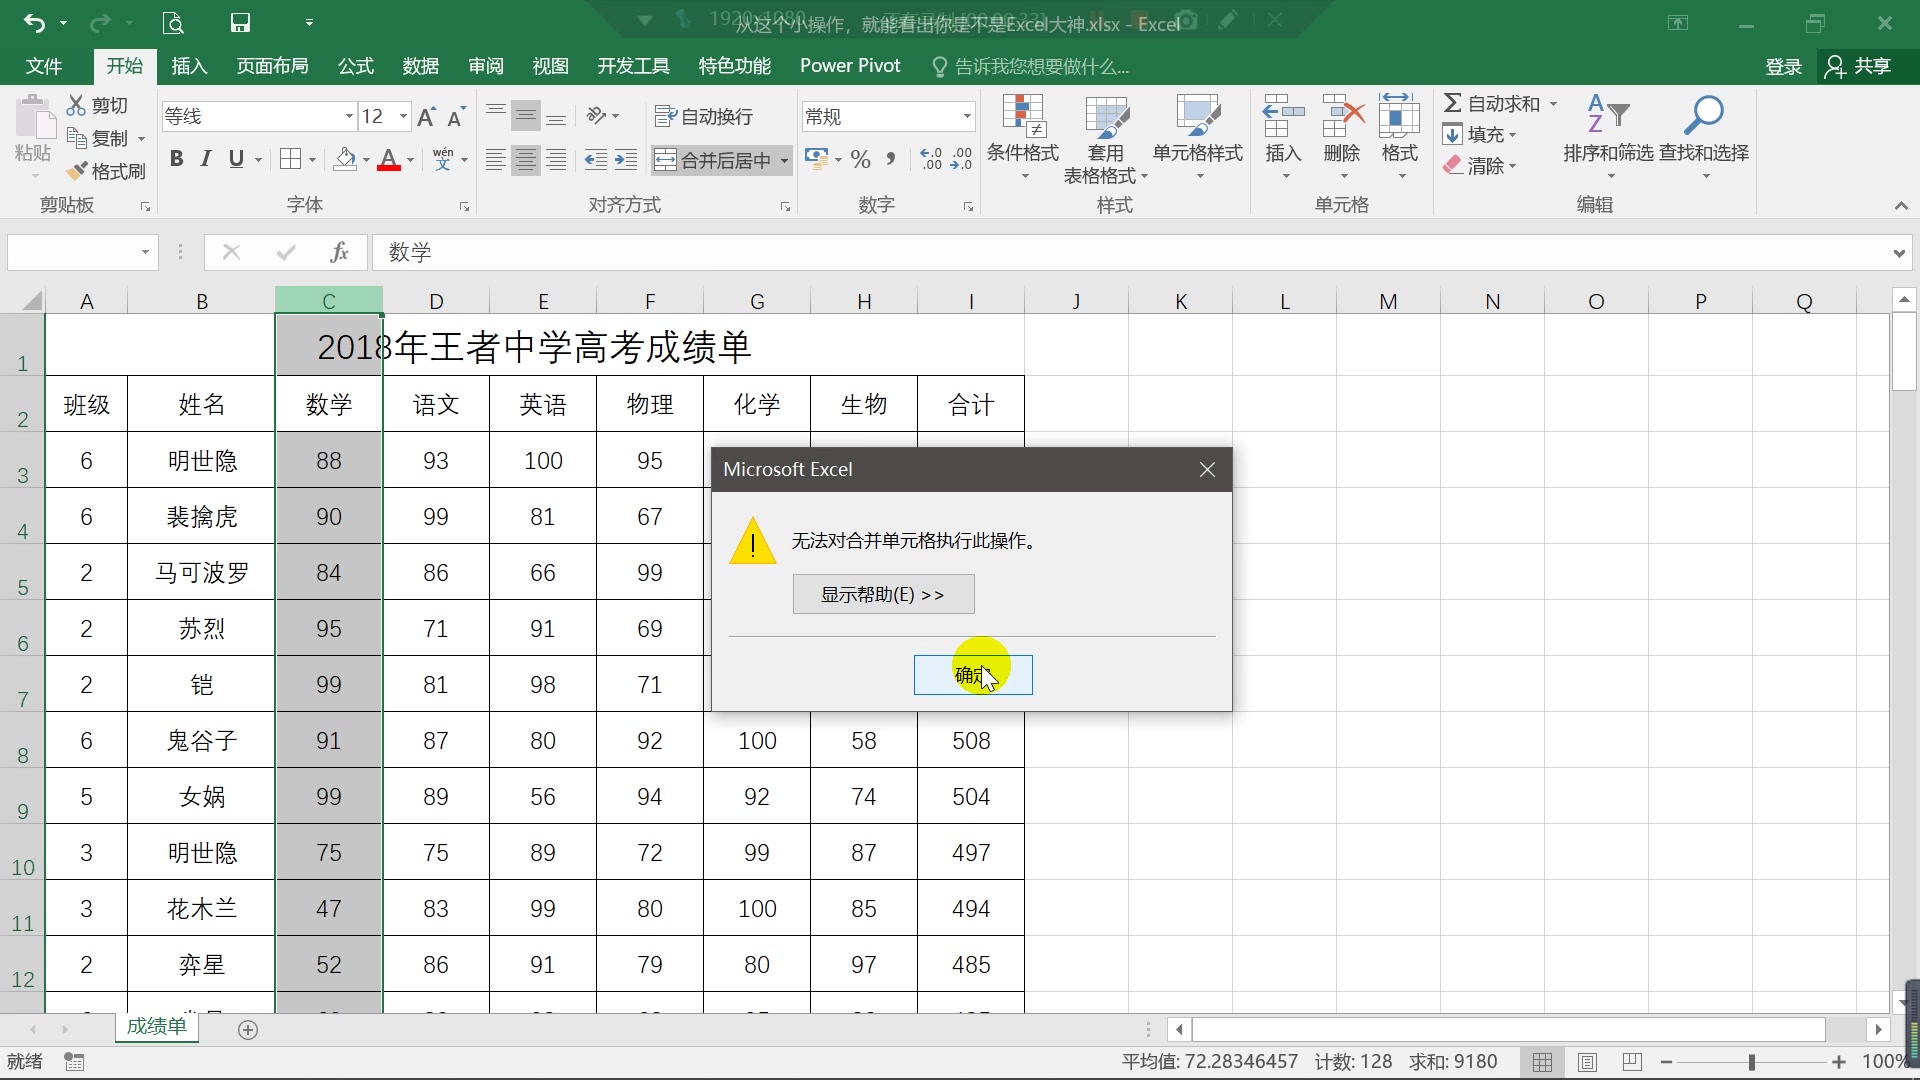 从这个小操作，就能看出你是不是Excel大神.xlsx - Excel
文件 开始 插入 页面布局 公式 数据 审阅 视图 开发工具 特色功能 Power Pivot 告诉我您想要做什么... 登录 共享
粘贴 剪切 复制 格式刷
等线 12 B I U A wén 文
自动换行 合并后居中
常规 % , .00
条件格式 套用表格格式 单元格样式
插入 删除 格式
Σ 自动求和 填充 清除 排序和筛选 查找和选择
剪贴板 字体 对齐方式 数字 样式 单元格 编辑
fx 数学
A B C D E F G H I J K L M N O P Q
1 2018年王者中学高考成绩单
2 班级 姓名 数学 语文 英语 物理 化学 生物 合计
3 6 明世隐 88 93 100 95
4 6 裴擒虎 90 99 81 67
5 2 马可波罗 84 86 66 99
6 2 苏烈 95 71 91 69
7 2 铠 99 81 98 71
8 6 鬼谷子 91 87 80 92 100 58 508
9 5 女娲 99 89 56 94 92 74 504
10 3 明世隐 75 75 89 72 99 87 497
11 3 花木兰 47 83 99 80 100 85 494
12 2 弈星 52 86 91 79 80 97 485
Microsoft Excel
无法对合并单元格执行此操作。
显示帮助(E) >>
确定
成绩单
就绪 平均值: 72.28346457 计数: 128 求和: 9180 100%